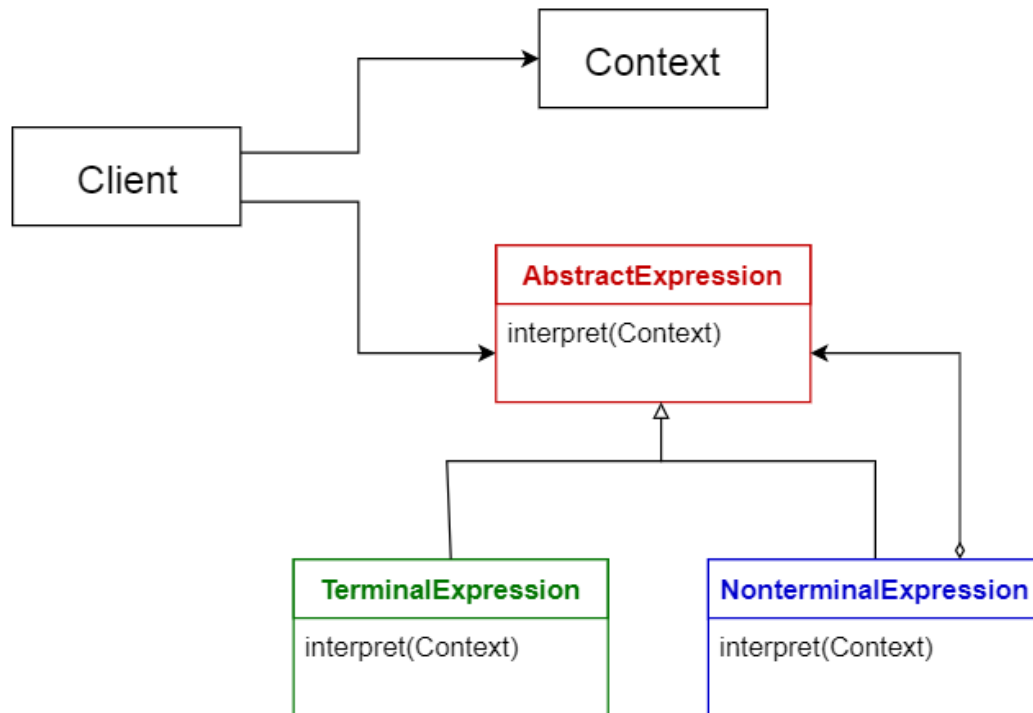 Context
Client
AbstractExpression
interpret(Context)
TerminalExpression
interpret(Context)
NonterminalExpression
interpret(Context)